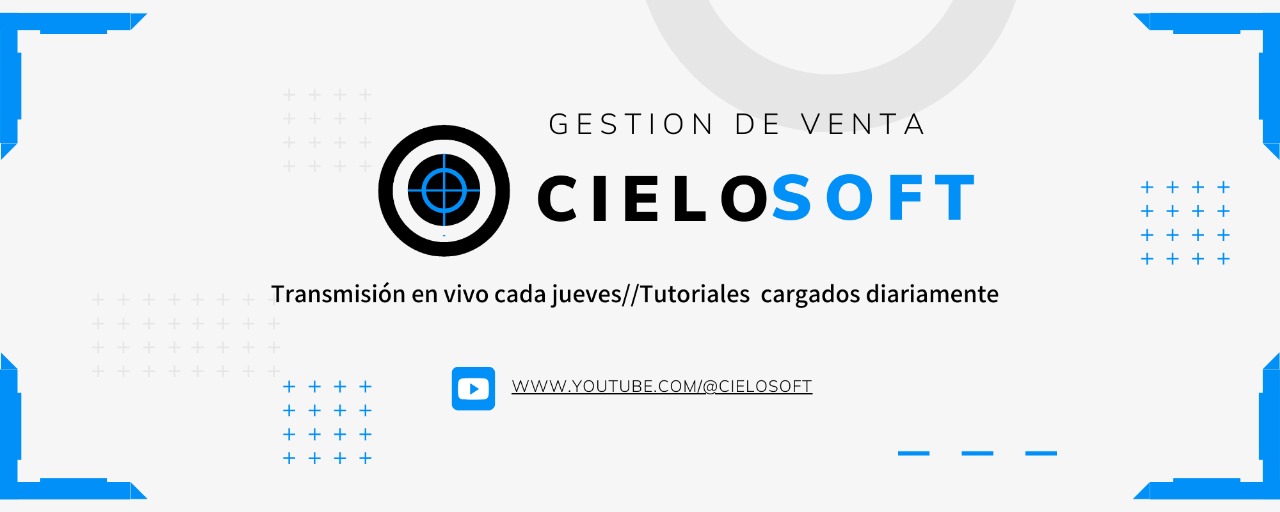 GESTION DE VENTA
CIELOSOFT
Transmisión en vivo cada jueves//Tutoriales  cargados diariamente
WWW.YOUTUBE.COM/@CIELOSOFT